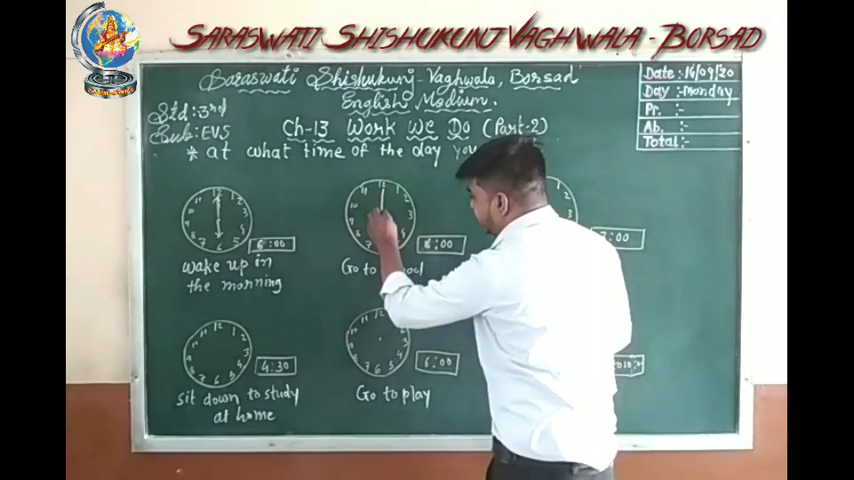 SARASWATI SHISHUKUNJ VAGHWALA - BORSAD
Saraswati Shishukunj-Vaghwala, Borsad
English Medium.
Date:-14/09/20
Day:-Monday
Pr. :-
Ab. :-
Total:-
Std:3rd
Sub:EVS
Ch-13 Work We Do (Part-2)
* at what time of the day you
6:00
8:00
:00
wake up in
the morning
Go to
4:30
6:00
sit down to study
at home
Go to play